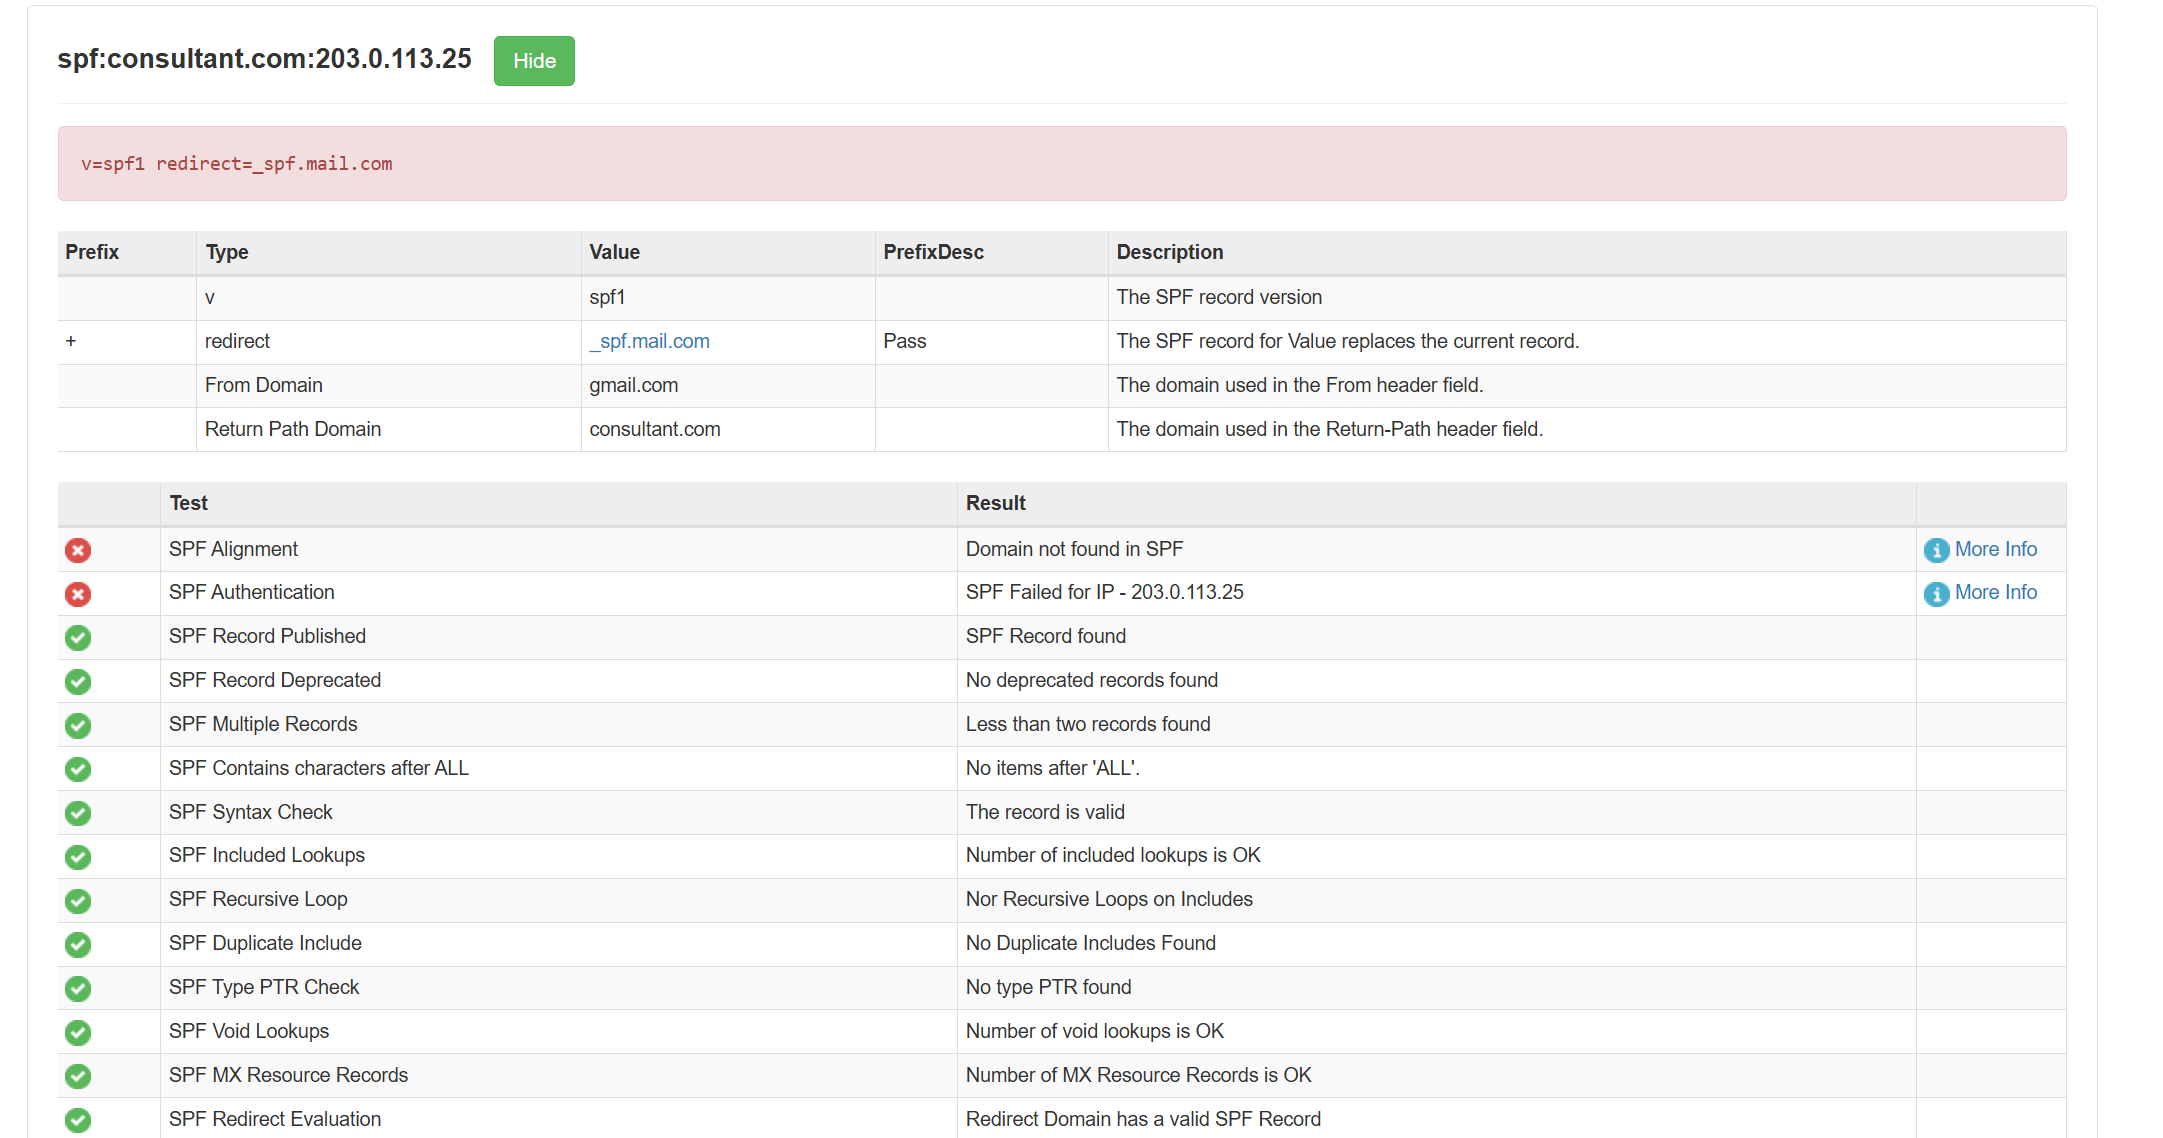 spf:consultant.com:203.0.113.25 Hide
v=spf1 redirect=_spf.mail.com
Prefix Type Value PrefixDesc Description
v spf1 The SPF record version
+ redirect _spf.mail.com Pass The SPF record for Value replaces the current record.
From Domain gmail.com The domain used in the From header field.
Return Path Domain consultant.com The domain used in the Return-Path header field.
Test Result
SPF Alignment Domain not found in SPF More Info
SPF Authentication SPF Failed for IP - 203.0.113.25 More Info
SPF Record Published SPF Record found
SPF Record Deprecated No deprecated records found
SPF Multiple Records Less than two records found
SPF Contains characters after ALL No items after 'ALL'.
SPF Syntax Check The record is valid
SPF Included Lookups Number of included lookups is OK
SPF Recursive Loop Nor Recursive Loops on Includes
SPF Duplicate Include No Duplicate Includes Found
SPF Type PTR Check No type PTR found
SPF Void Lookups Number of void lookups is OK
SPF MX Resource Records Number of MX Resource Records is OK
SPF Redirect Evaluation Redirect Domain has a valid SPF Record